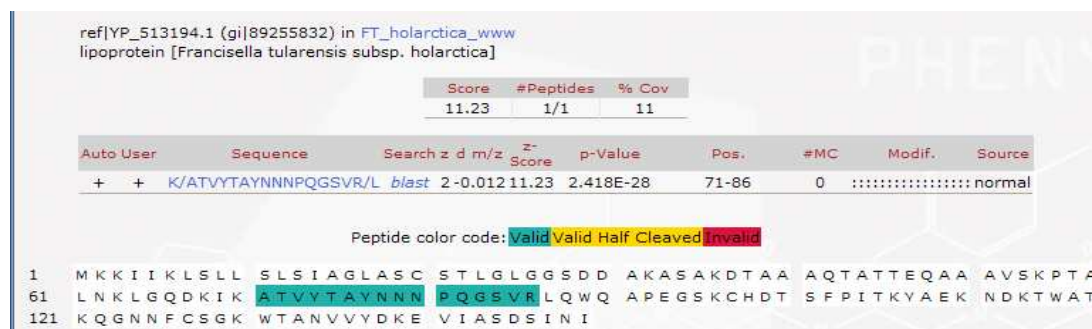 ref|YP_513194.1 (gi|89255832) in FT_holarctica_www
lipoprotein [Francisella tularensis subsp. holarctica]
PHENY
Score #Peptides % Cov
11.23 1/1 11
Auto User Sequence Search z d m/z z-Score p-Value Pos. #MC Modif. Source
+ + K/ATVYTAYNNNPQGSVR/L blast 2 -0.012 11.23 2.418E-28 71-86 0 ::::::::::::::::: normal
Peptide color code: Valid Valid Half Cleaved Invalid
1 MKKIIKLSLL SLSIAGLASC STLGLGGSDD AKASAKDTAA AQTATTEQAA AVSKPTA
61 LNKLGQDKIK ATVYTAYNNN PQGSVRLQWQ APEGSKCHDT SFPITKYAEK NDKTWAT
121 KQGNNFCSGK WTANVVYDKE VIASDSINI